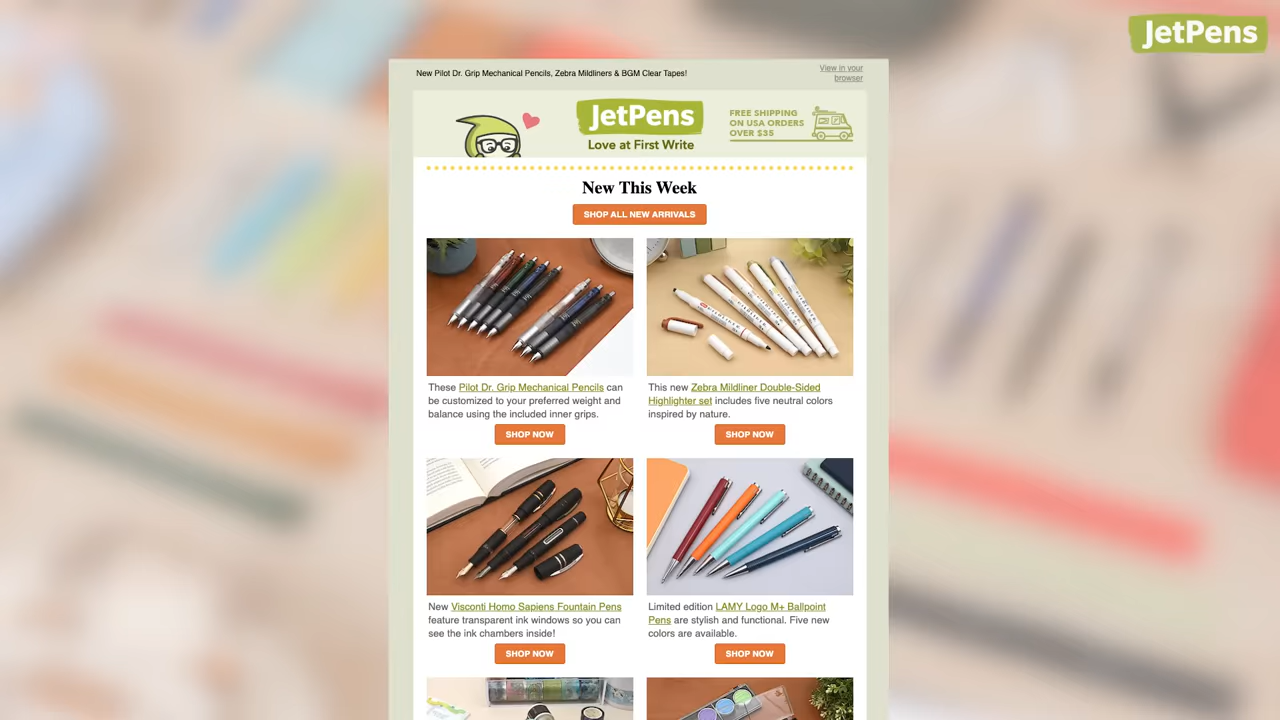 JetPens
New Pilot Dr. Grip Mechanical Pencils, Zebra Mildliners & BGM Clear Tapes!
View in your
browser
JetPens
Love at First Write
FREE SHIPPING
ON USA ORDERS
OVER $35
New This Week
SHOP ALL NEW ARRIVALS
These Pilot Dr. Grip Mechanical Pencils can
be customized to your preferred weight and
balance using the included inner grips.
SHOP NOW
This new Zebra Mildliner Double-Sided
Highlighter set includes five neutral colors
inspired by nature.
SHOP NOW
New Visconti Homo Sapiens Fountain Pens
feature transparent ink windows so you can
see the ink chambers inside!
SHOP NOW
Limited edition LAMY Logo M+ Ballpoint
Pens are stylish and functional. Five new
colors are available.
SHOP NOW